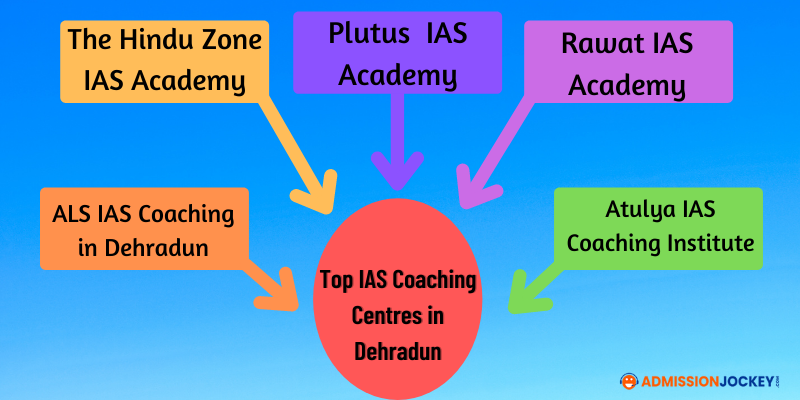 The Hindu Zone
IAS Academy
Plutus IAS
Academy
Rawat IAS
Academy
ALS IAS Coaching
in Dehradun
Atulya IAS
Coaching Institute
Top IAS Coaching
Centres in
Dehradun
ADMISSIONJOCKEY.COM